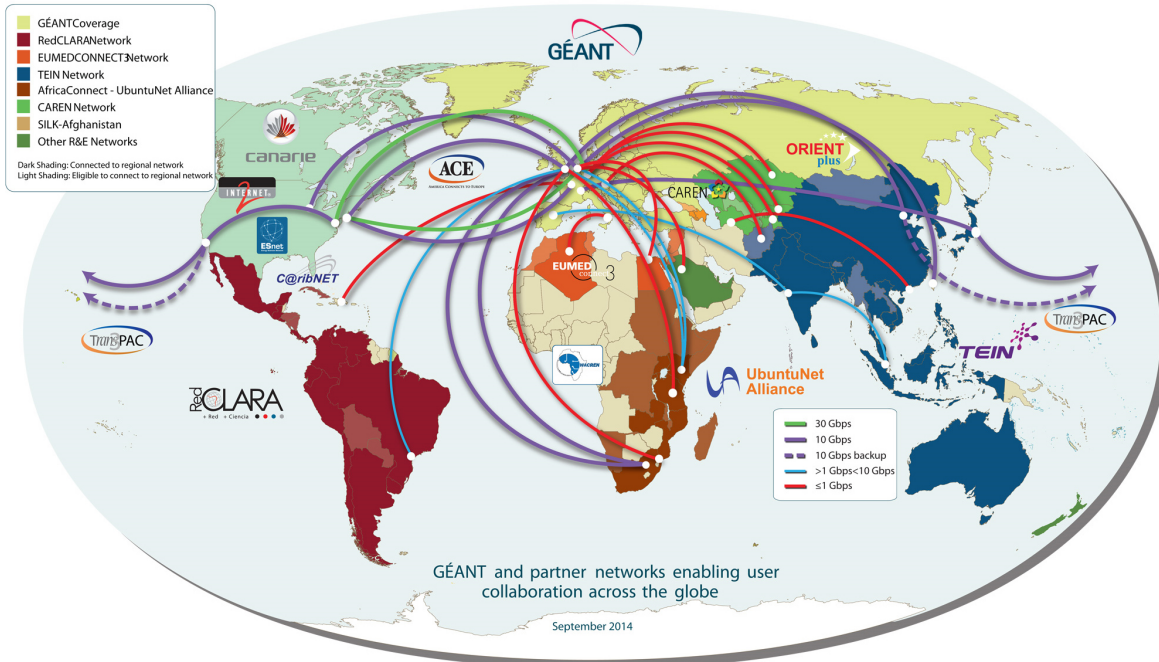 GÉANTCoverage
RedCLARANetwork
EUMEDCONNECT3Network
TEIN Network
AfricaConnect - UbuntuNet Alliance
CAREN Network
SILK-Afghanistan
Other R&E Networks
Dark Shading: Connected to regional network
Light Shading: Eligible to connect to regional network
GÉANT
canarie
INTERNET
2
ESnet
C@ribNET
ACE
AMERICA CONNECTS TO EUROPE
ORIENT
plus
CAREN
EUMED
connect 3
TransPAC
3
RedCLARA
+ Red + Ciencia
WACREN
UbuntuNet
Alliance
TEIN
TransPAC
3
30 Gbps
10 Gbps
10 Gbps backup
>1 Gbps<10 Gbps
≤1 Gbps
GÉANT and partner networks enabling user
collaboration across the globe
September 2014